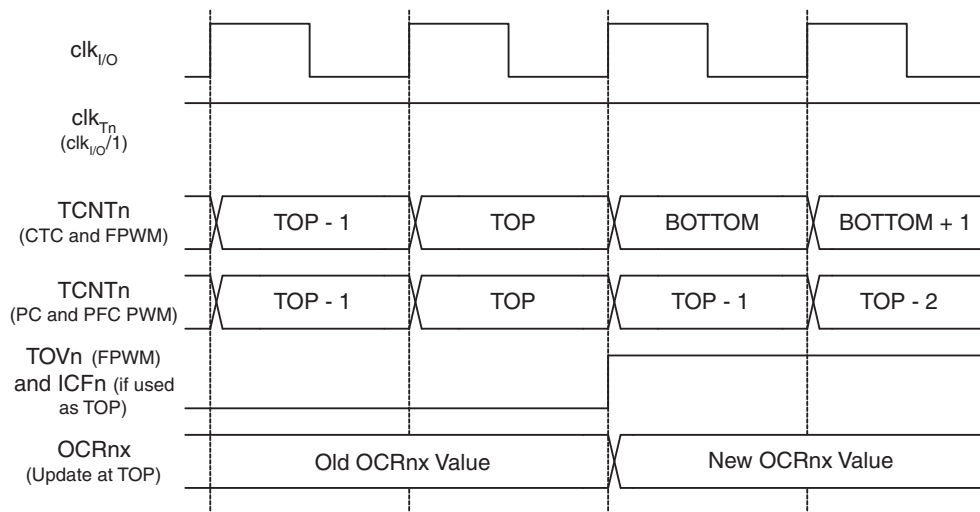 clkI/O
clkTn
(clkI/O/1)
TCNTn
(CTC and FPWM)
TOP - 1
TOP
BOTTOM
BOTTOM + 1
TCNTn
(PC and PFC PWM)
TOP - 1
TOP
TOP - 1
TOP - 2
TOVn (FPWM)
and ICFn (if used
as TOP)
OCRnx
(Update at TOP)
Old OCRnx Value
New OCRnx Value